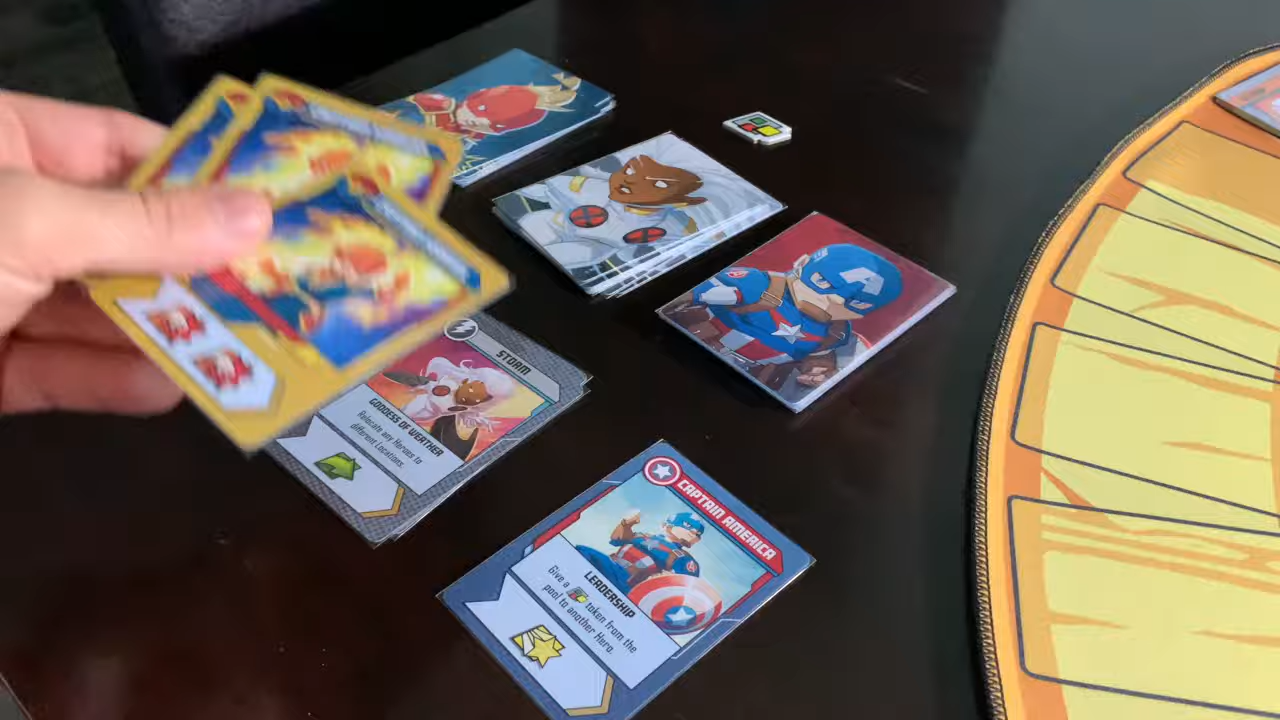 STORM
GODDESS OF WEATHER
Relocate any Heroes to
different Locations.
CAPTAIN AMERICA
LEADERSHIP
Give a token from the
pool to another Hero.